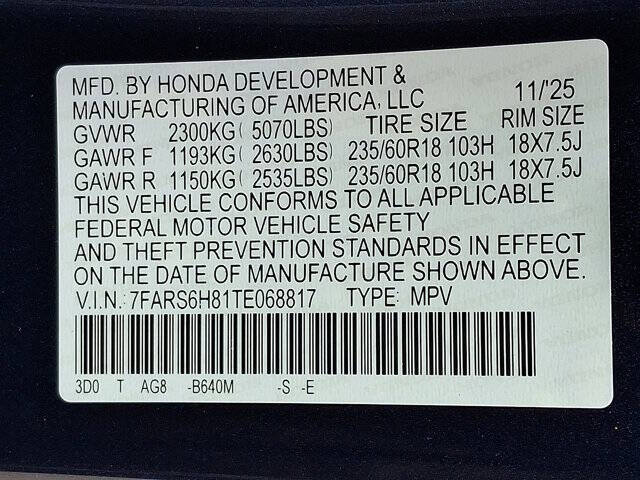 MFD. BY HONDA DEVELOPMENT &
MANUFACTURING OF AMERICA, LLC 11/'25
GVWR 2300KG( 5070LBS) TIRE SIZE RIM SIZE
GAWR F 1193KG( 2630LBS) 235/60R18 103H 18X7.5J
GAWR R 1150KG( 2535LBS) 235/60R18 103H 18X7.5J
THIS VEHICLE CONFORMS TO ALL APPLICABLE
FEDERAL MOTOR VEHICLE SAFETY
AND THEFT PREVENTION STANDARDS IN EFFECT
ON THE DATE OF MANUFACTURE SHOWN ABOVE.
V.I.N.: 7FARS6H81TE068817 TYPE: MPV
3D0 T AG8 -B640M -S -E